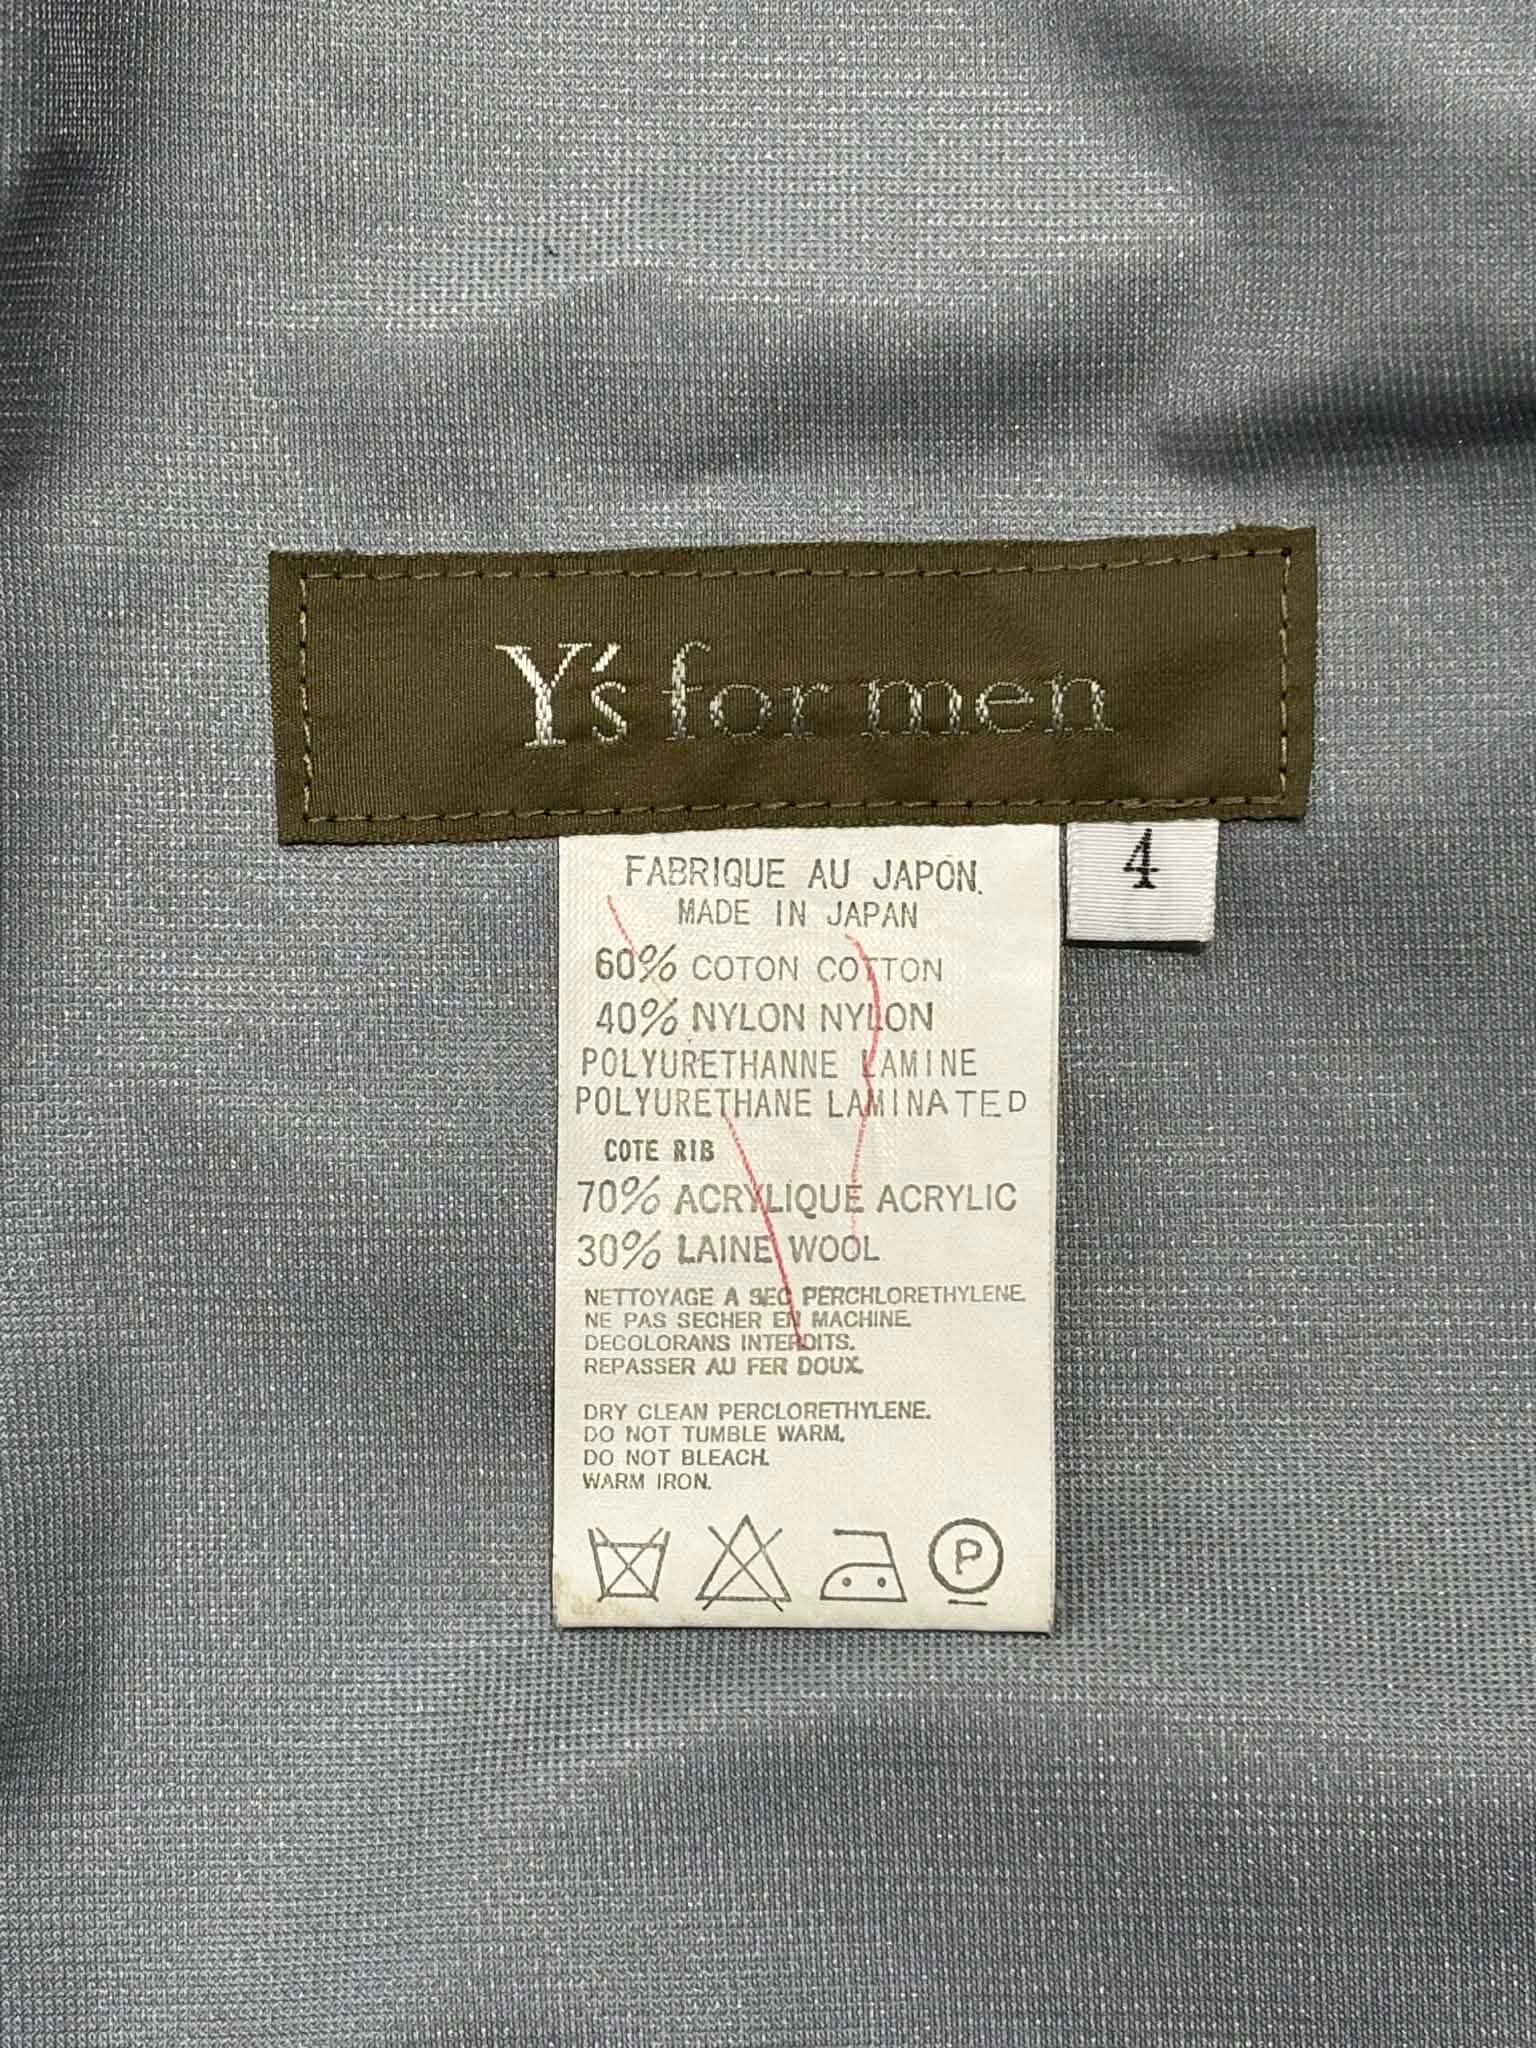 Y's for men
4
FABRIQUE AU JAPON.
MADE IN JAPAN
60% COTON COTTON
40% NYLON NYLON
POLYURETHANNE LAMINE
POLYURETHANE LAMINATED
COTE RIB
70% ACRYLIQUE ACRYLIC
30% LAINE WOOL
NETTOYAGE A SEC PERCHLORETHYLENE.
NE PAS SECHER EN MACHINE.
DECOLORANS INTERDITS.
REPASSER AU FER DOUX.
DRY CLEAN PERCLORETHYLENE.
DO NOT TUMBLE WARM.
DO NOT BLEACH.
WARM IRON.
P